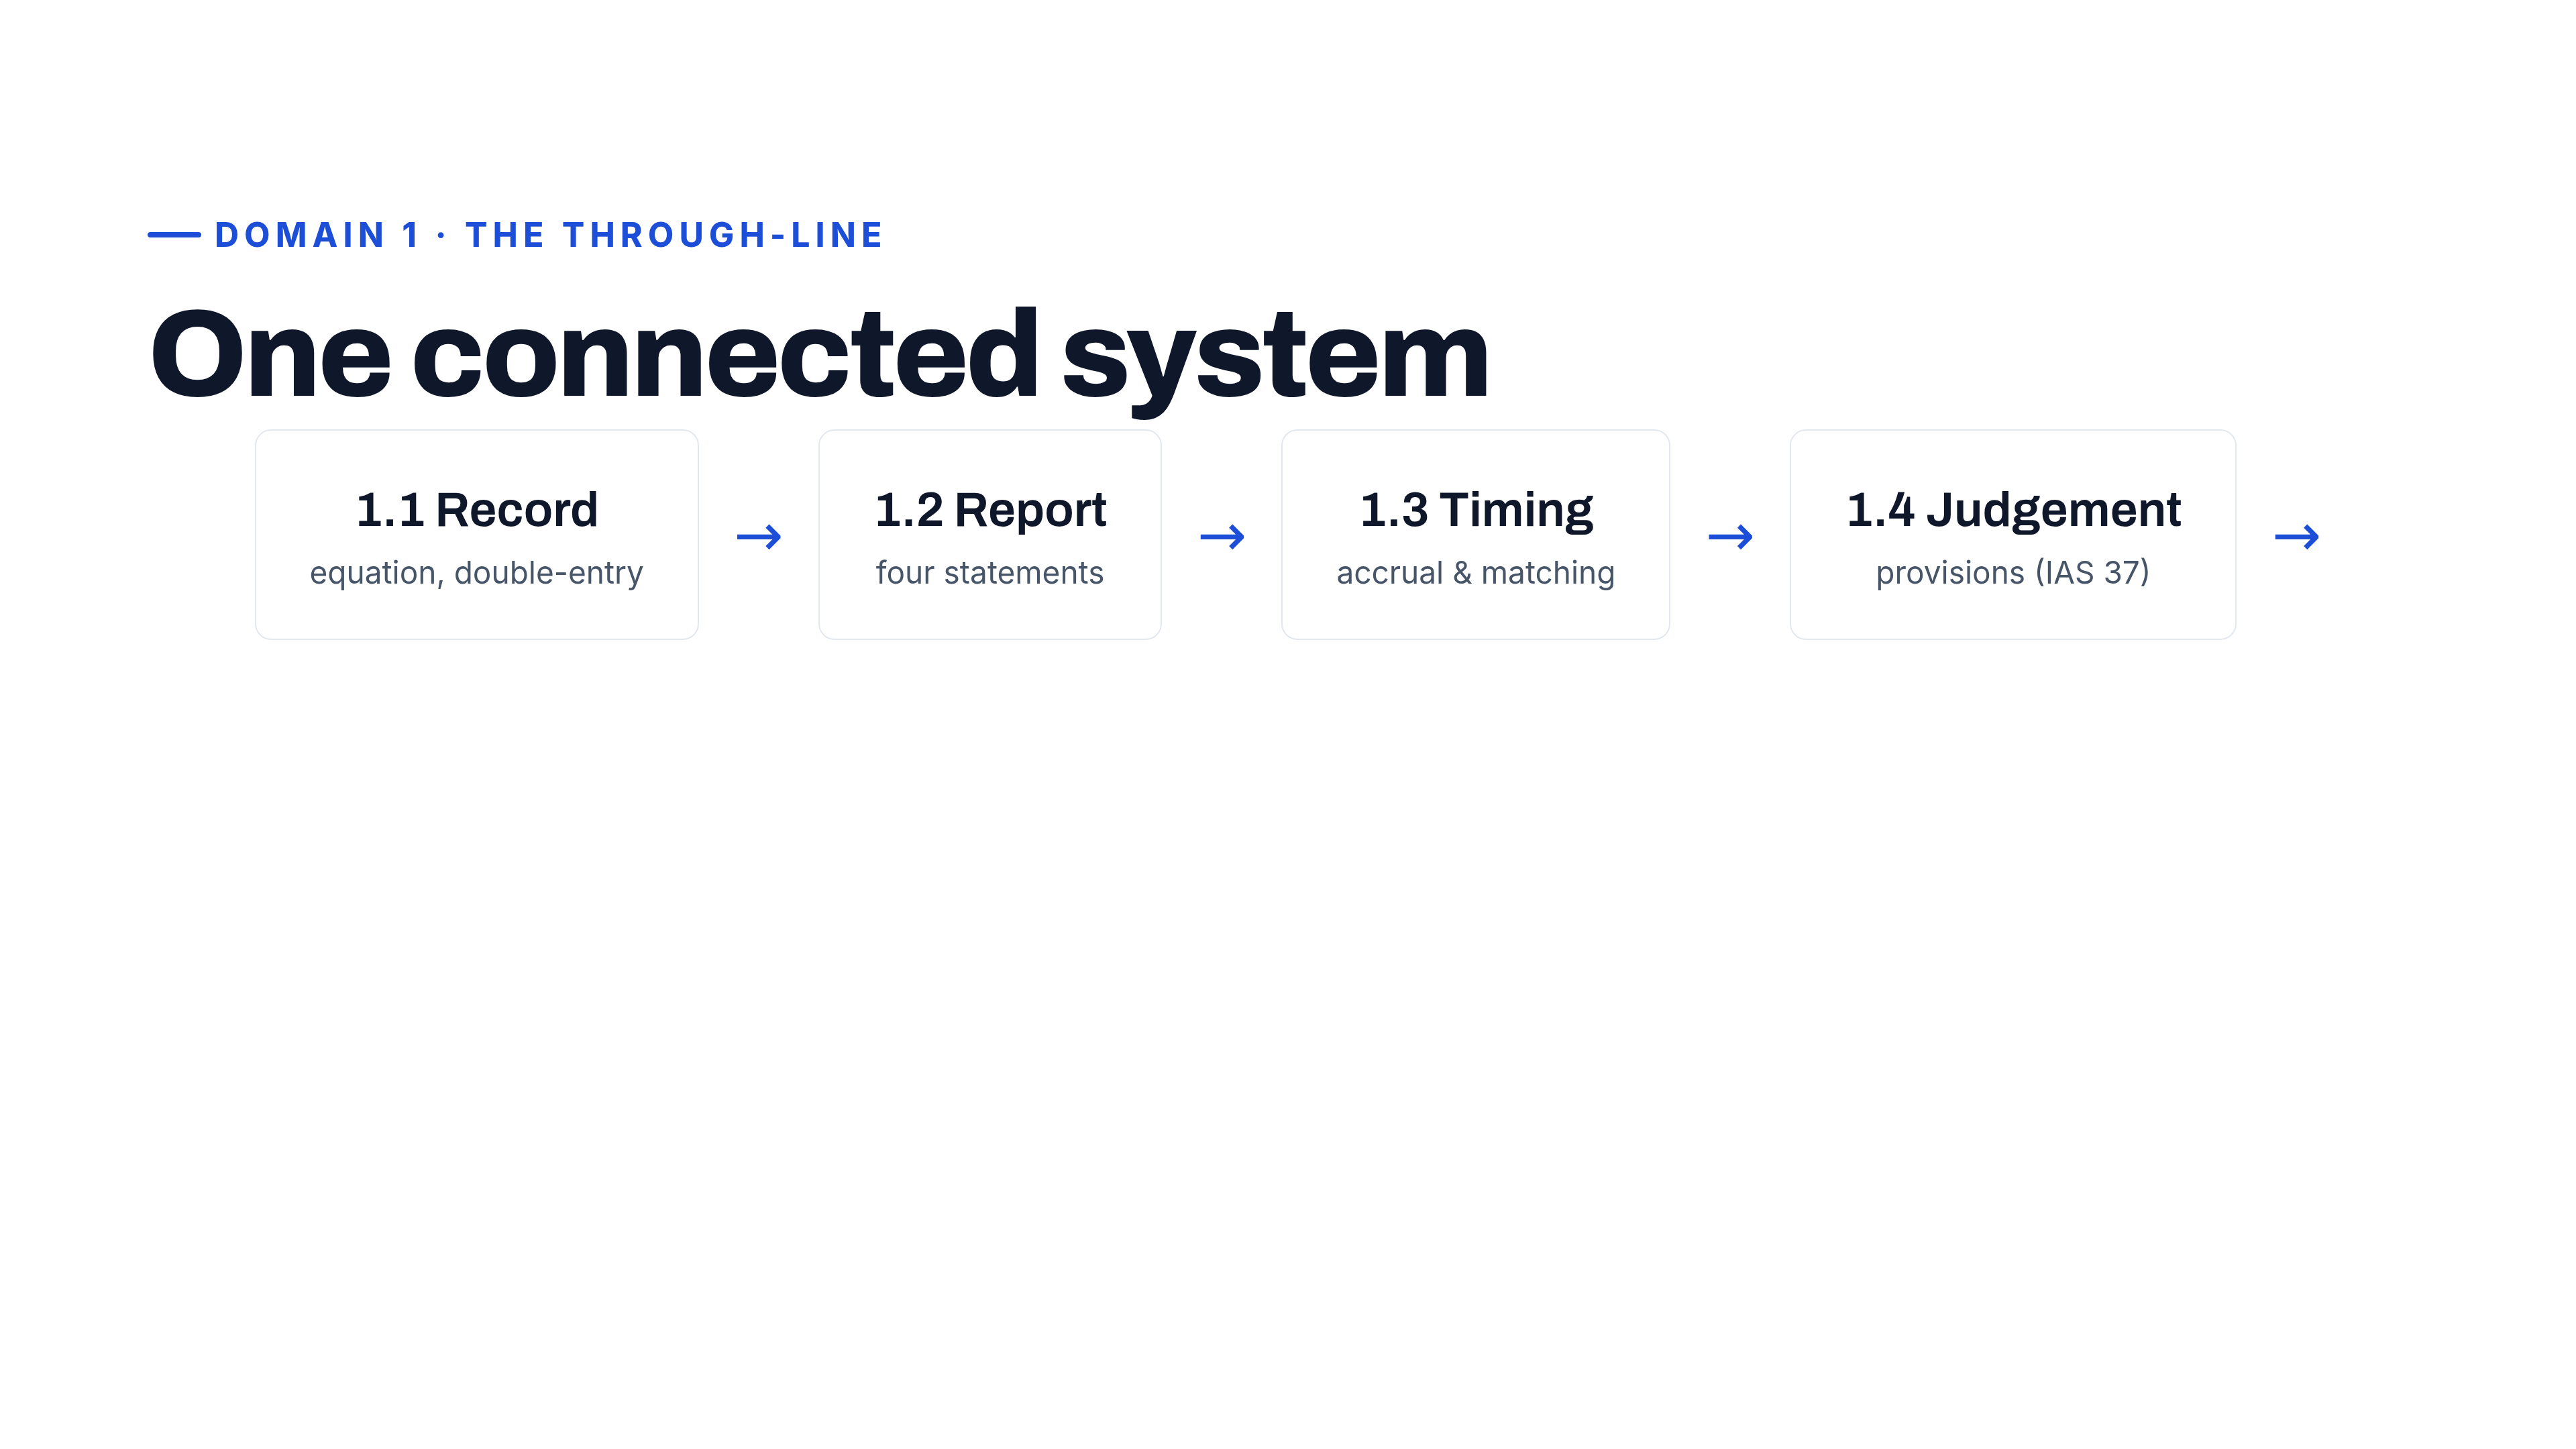 DOMAIN 1 · THE THROUGH-LINE
One connected system
1.1 Record
equation, double-entry
→
1.2 Report
four statements
→
1.3 Timing
accrual & matching
→
1.4 Judgement
provisions (IAS 37)
→